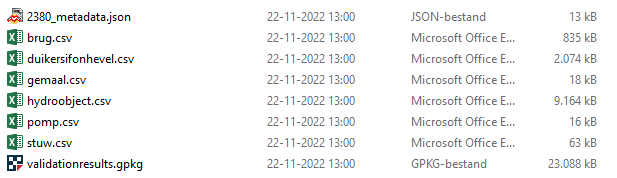 2380_metadata.json 22-11-2022 13:00 JSON-bestand 13 kB
brug.csv 22-11-2022 13:00 Microsoft Office E... 835 kB
duikersifonhevel.csv 22-11-2022 13:00 Microsoft Office E... 2.074 kB
gemaal.csv 22-11-2022 13:00 Microsoft Office E... 18 kB
hydroobject.csv 22-11-2022 13:00 Microsoft Office E... 9.164 kB
pomp.csv 22-11-2022 13:00 Microsoft Office E... 16 kB
stuw.csv 22-11-2022 13:00 Microsoft Office E... 63 kB
validationresults.gpkg 22-11-2022 13:00 GPKG-bestand 23.088 kB